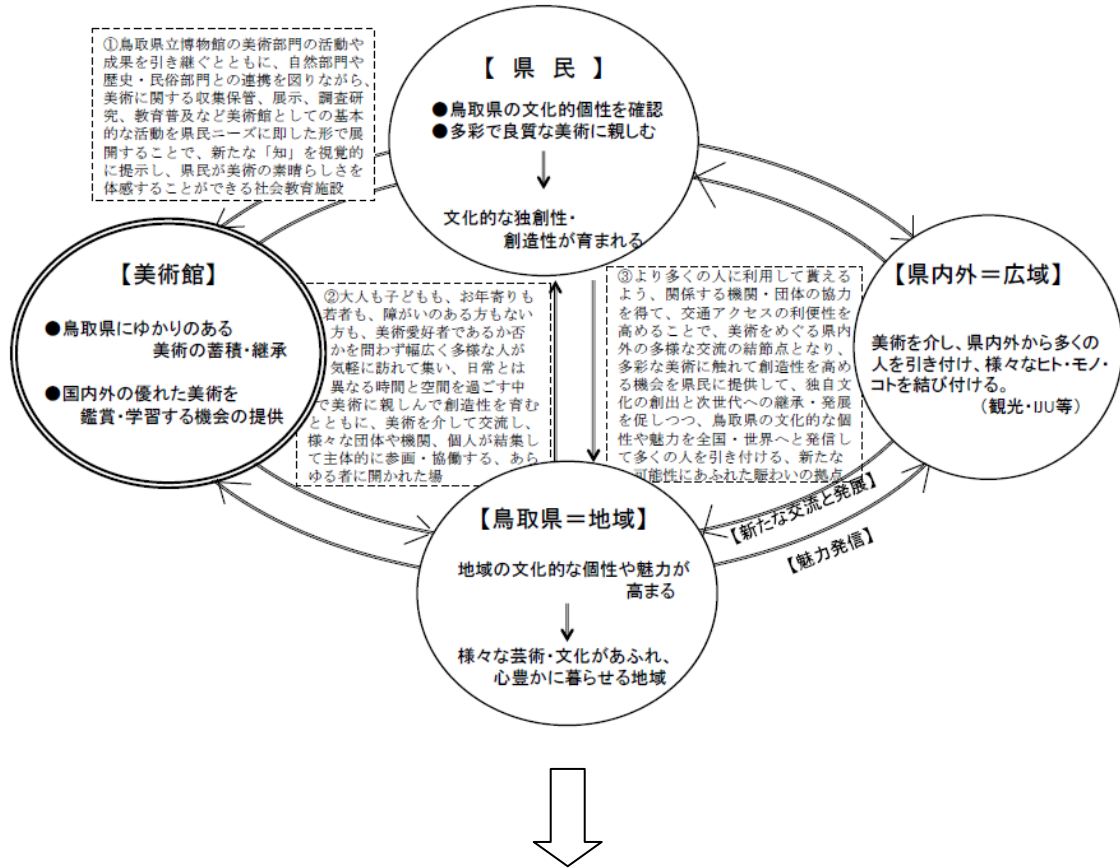 ①鳥取県立博物館の美術部門の活動や
成果を引き継ぐとともに、自然部門や
歴史・民俗部門との連携を図りながら、
美術に関する収集保管、展示、調査研
究、教育普及など美術館としての基本
的な活動を県民ニーズに即した形で展
開することで、新たな「知」を視覚的
に提示し、県民が美術の素晴らしさを
体感することができる社会教育施設
【 県 民 】
●鳥取県の文化的個性を確認
●多彩で良質な美術に親しむ
文化的な独創性・
創造性が育まれる
【美術館】
●鳥取県にゆかりのある
美術の蓄積・継承
●国内外の優れた美術を
鑑賞・学習する機会の提供
②大人も子どもも、お年寄りも
若者も、障がいのある方もない
方も、美術愛好者であるか否
かを問わず幅広く多様な人が
気軽に訪れて集い、日常とは
異なる時間と空間を過ごす中
で美術に親しんで創造性を育む
とともに、美術を介して交流し、
様々な団体や機関、個人が結集し
て主体的に参画・協働する、あら
ゆる者に開かれた場
③より多くの人に利用して貰える
よう、関係する機関・団体の協力
を得て、交通アクセスの利便性を
高めることで、美術をめぐる県内
外の多様な交流の結節点となり、
多彩な美術に触れて創造性を高め
る機会を県民に提供して、独自文
化の創出と次世代への継承・発展
を促しつつ、鳥取県の文化的な個
性や魅力を全国・世界へと発信し
て多くの人を引き付ける、新たな
可能性にあふれた賑わいの拠点
【県内外＝広域】
美術を介し、県内外から多くの
人を引き付け、様々なヒト・モノ・
コトを結び付ける。
（観光・IJU等）
【新たな交流と発展】
【魅力発信】
【鳥取県＝地域】
地域の文化的な個性や魅力が
高まる
様々な芸術・文化があふれ、
心豊かに暮らせる地域